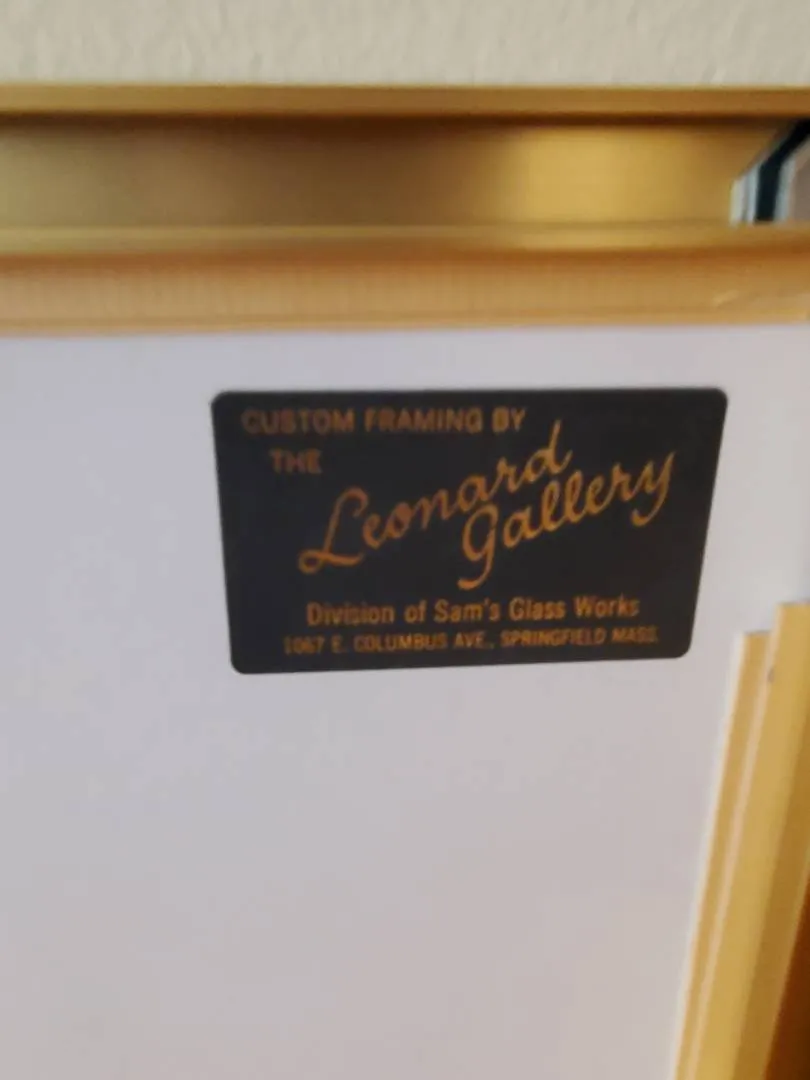 CUSTOM FRAMING BY
THE
Leonard
Gallery
Division of Sam's Glass Works
1067 E. COLUMBUS AVE., SPRINGFIELD MASS.